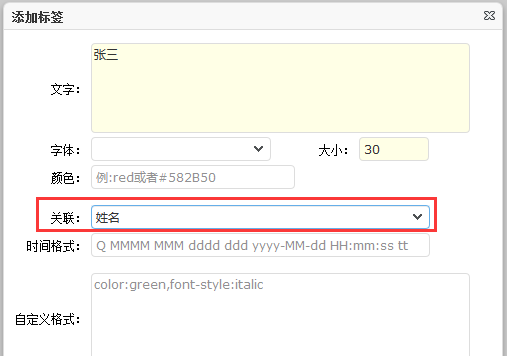 添加标签
文字： 张三
字体： 大小： 30
颜色： 例:red或者#582B50
关联： 姓名
时间格式： Q MMMM MMM dddd ddd yyyy-MM-dd HH:mm:ss tt
color:green,font-style:italic
自定义格式：